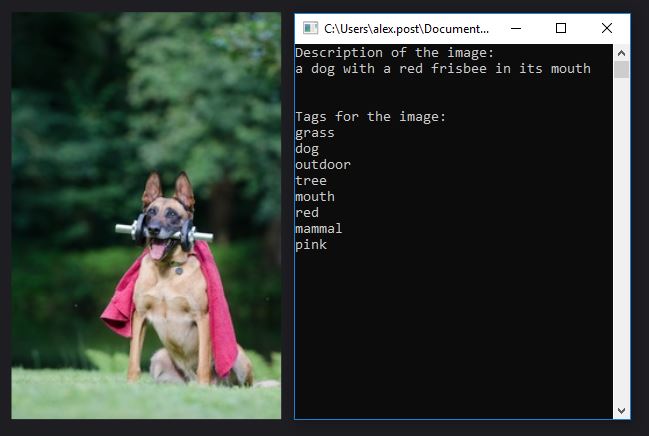 C:\Users\alex.post\Document...
Description of the image:
a dog with a red frisbee in its mouth
Tags for the image:
grass
dog
outdoor
tree
mouth
red
mammal
pink